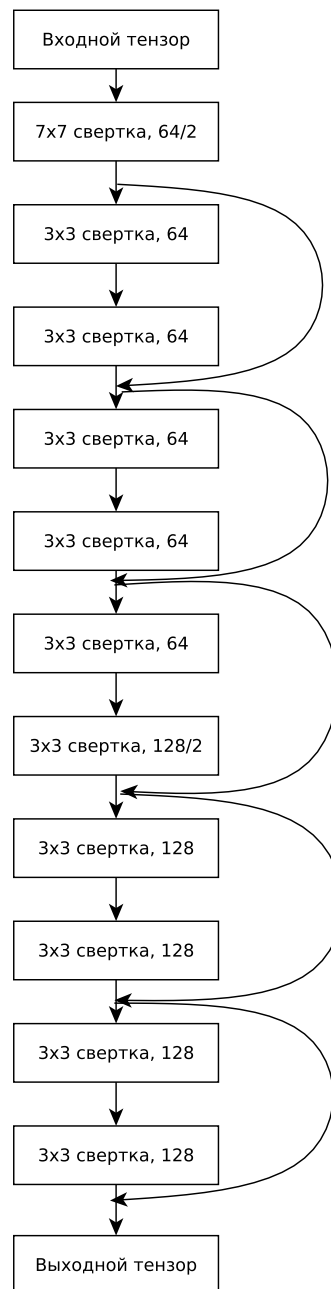 Входной тензор
7x7 свертка, 64/2
3x3 свертка, 64
3x3 свертка, 64
3x3 свертка, 64
3x3 свертка, 64
3x3 свертка, 64
3x3 свертка, 128/2
3x3 свертка, 128
3x3 свертка, 128
3x3 свертка, 128
3x3 свертка, 128
Выходной тензор